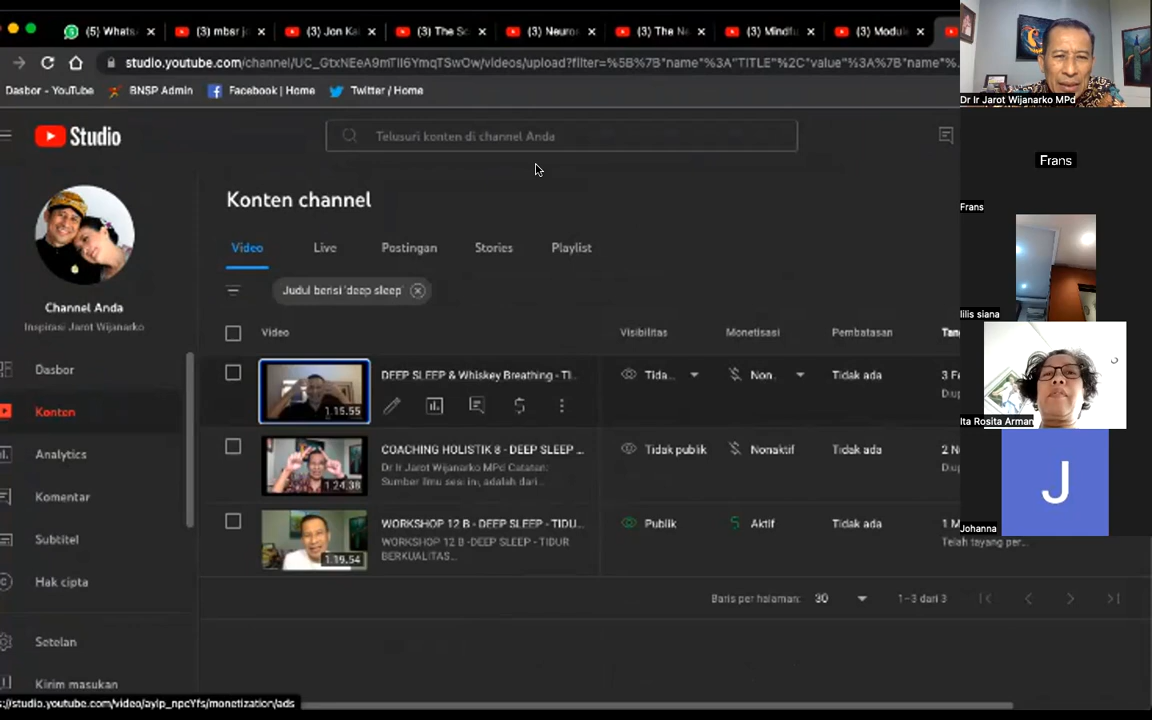 (5) Whats
(3) mbsr j
(3) Jon Ka
(3) The Sc
(3) Neuro
(3) The Ne
(3) Mindfu
(3) Modul
studio.youtube.com/channel/UC_GtxNEeA9mTlI6YmqTSwOw/videos/upload?filter=%5B%7B"name"%3A"TITLE"%2C"value"%3A%7B"name"%
Dasbor - YouTube
BNSP Admin
Facebook | Home
Twitter / Home
Dr Ir Jarot Wijanarko MPd
Studio
Telusuri konten di channel Anda
Frans
Frans
Konten channel
Video
Live
Postingan
Stories
Playlist
Judul berisi 'deep sleep'
Channel Anda
Inspirasi Jarot Wijanarko
lilis siana
Video
Visibilitas
Monetisasi
Pembatasan
Tan
Dasbor
DEEP SLEEP & Whiskey Breathing - TI...
Tida...
Non.
Tidak ada
3 Fe
1.15.55
Konten
Ita Rosita Arman
Analytics
COACHING HOLISTIK 8 - DEEP SLEEP ...
Dr Ir Jarot Wijanarko MPd Catatan:
Sumber Ilmu sesi ini, adalah dari...
1.24.38
Tidak publik
Nonaktif
Tidak ada
2 N
Komentar
J
Johanna
Subtitel
WORKSHOP 12 B - DEEP SLEEP - TIDU...
WORKSHOP 12 B -DEEP SLEEP - TIDUR
BERKUALITAS...
1.19.54
Publik
Aktif
Tidak ada
1 M
Telah tayang per...
Hak cipta
Baris per halaman:
30
1–3 dari 3
Setelan
Kirim masukan
s://studio.youtube.com/video/aylp_npcYfs/monetization/ads